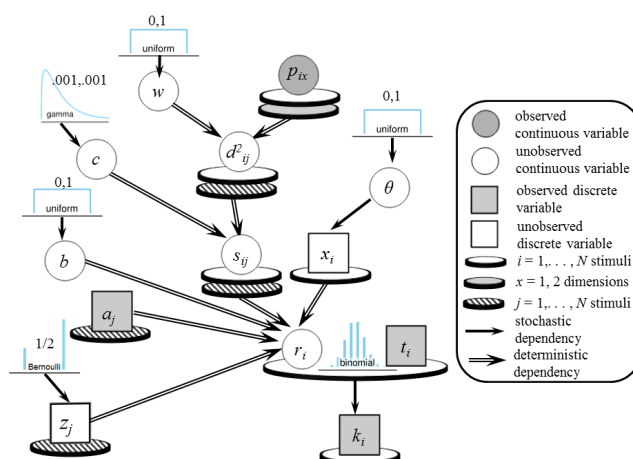 0,1
uniform
w
p_ix
.001,.001
gamma
c
0,1
uniform
d²_ij
θ
0,1
uniform
b
s_ij
x_i
a_j
1/2
Bernoulli
z_j
r_i
binomial
t_i
k_i
observed
continuous variable
unobserved
continuous variable
observed discrete
variable
unobserved
discrete variable
i = 1,. . . , N stimuli
x = 1, 2 dimensions
j = 1,. . . , N stimuli
stochastic
dependency
deterministic
dependency